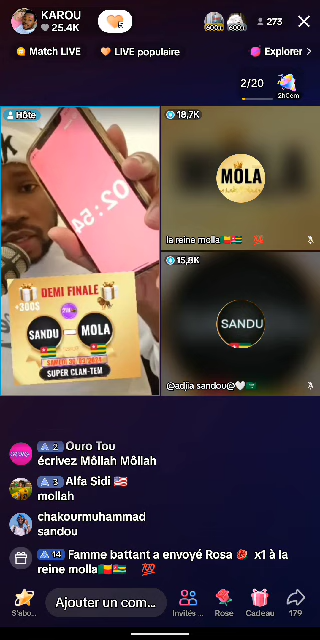 KAROU
25.4K
273
Match LIVE
LIVE populaire
Explorer >
2/20
2hCom
Hôte
02:54
DEMI FINALE
+300$
SANDU
MOLA
SUPER CLAN-TEM
18,7K
MOLA
la reine molla 🇧🇯🇹🇬 💯
15,8K
SANDU
@adjia sandou@🤍🇸🇦
2 Ouro Tou
écrivez Môllah Môllah
3 Alfa Sidi 🇺🇸
mollah
chakourmuhammad
sandou
14 Famme battant a envoyé Rosa 🌹 x1 à la
reine molla🇧🇯🇹🇬 💯
S'abo...
Ajouter un com...
Invités ...
Rose
Cadeau
179